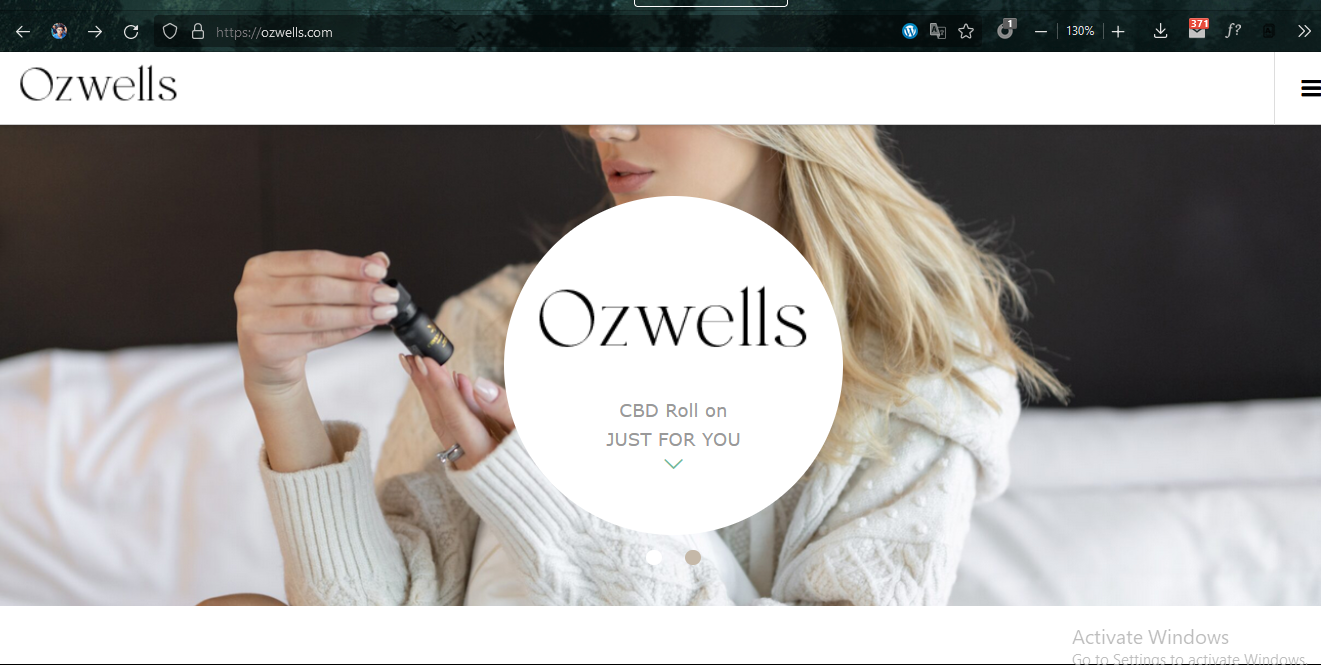 https://ozwells.com
1
130%
371
f?
Ozwells
Ozwells
CBD Roll on
JUST FOR YOU
Activate Windows
Go to Settings to activate Windows.